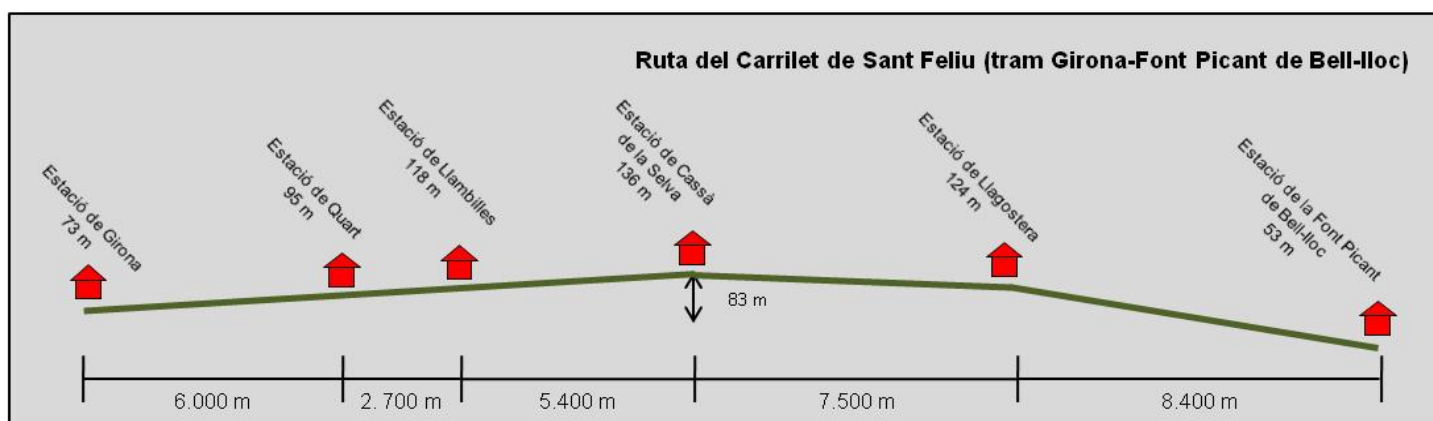 Ruta del Carrilet de Sant Feliu (tram Girona-Font Picant de Bell-lloc)
Estació de Girona
73 m
Estació de Quart
95 m
Estació de Llambilles
118 m
Estació de Cassà
de la Selva
136 m
Estació de Llagostera
124 m
Estació de la Font Picant
de Bell-lloc
53 m
83 m
6.000 m
2. 700 m
5.400 m
7.500 m
8.400 m